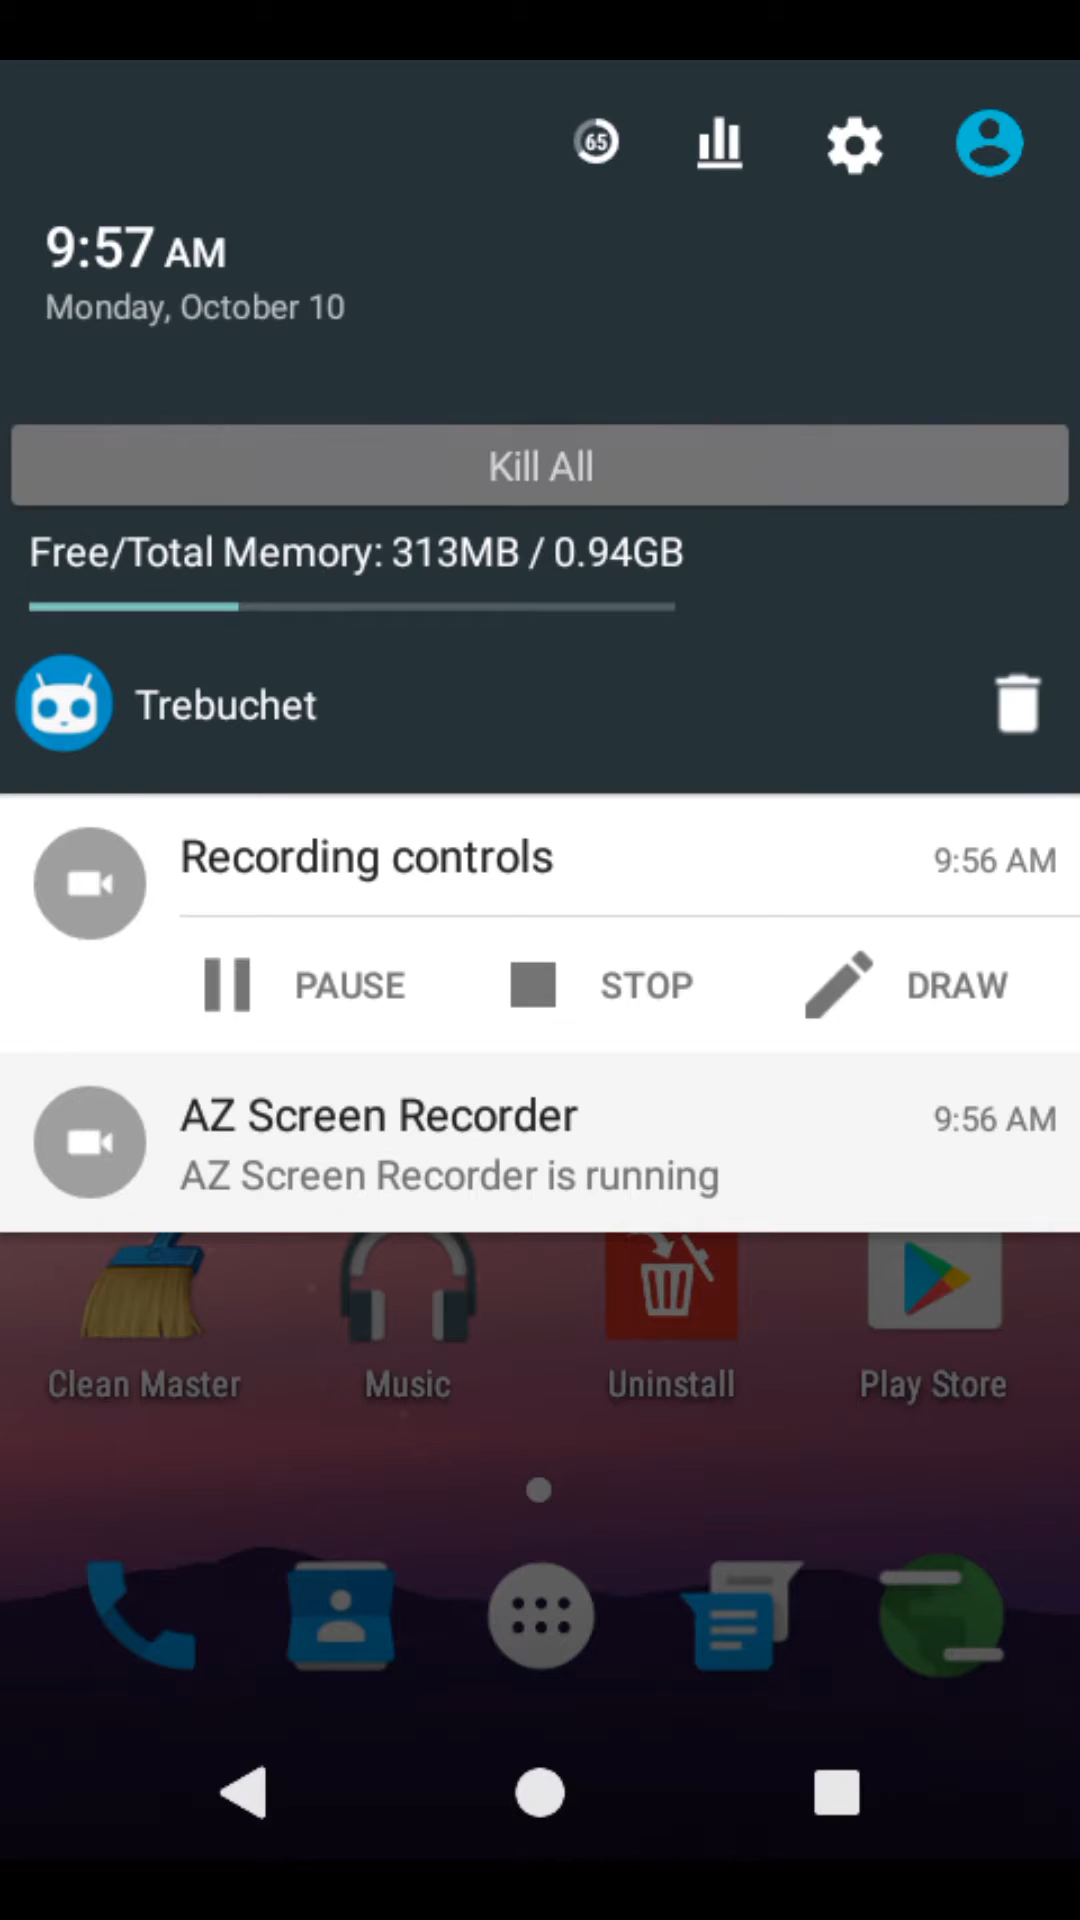 65
9:57 AM
Monday, October 10
Kill All
Free/Total Memory: 313MB / 0.94GB
Trebuchet
Recording controls 9:56 AM
PAUSE STOP DRAW
AZ Screen Recorder 9:56 AM
AZ Screen Recorder is running
Clean Master Music Uninstall Play Store